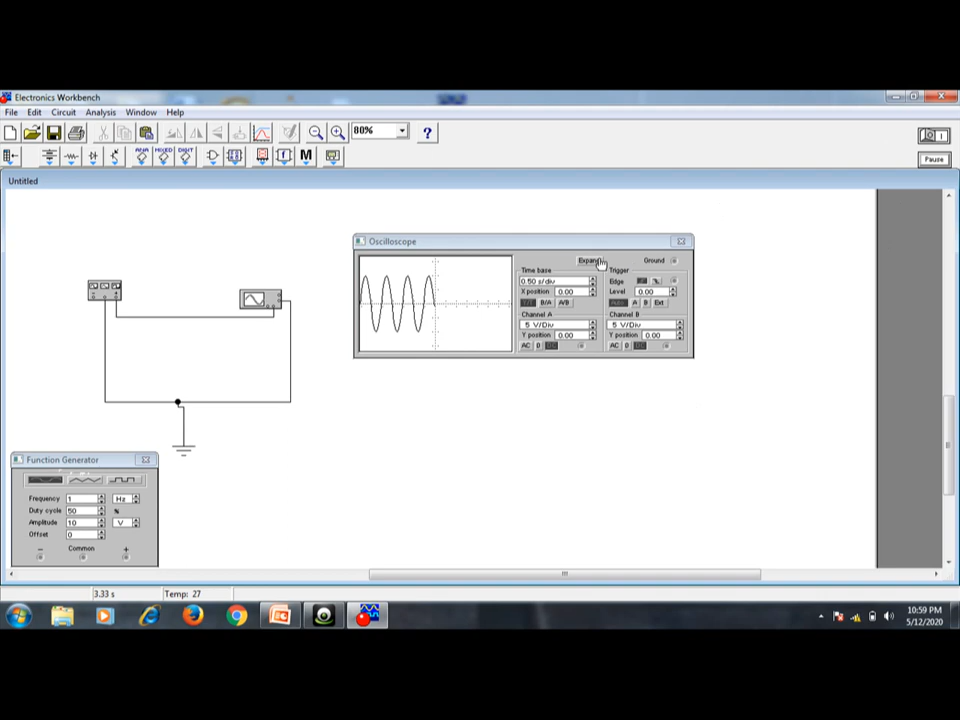 Electronics Workbench
File Edit Circuit Analysis Window Help
80%
?
ANA MIXED DIGIT
M
Pause
Untitled
Oscilloscope
Expand
Ground
Time base
Trigger
0.50 s/div
Edge
X position 0.00
Level 0.00
Y/T B/A A/B
Auto A B Ext
Channel A
Channel B
5 V/Div
5 V/Div
Y position 0.00
Y position 0.00
AC 0 DC
AC 0 DC
Function Generator
Frequency 1 Hz
Duty cycle 50 %
Amplitude 10 V
Offset 0
− Common +
3.33 s Temp: 27
10:59 PM
5/12/2020